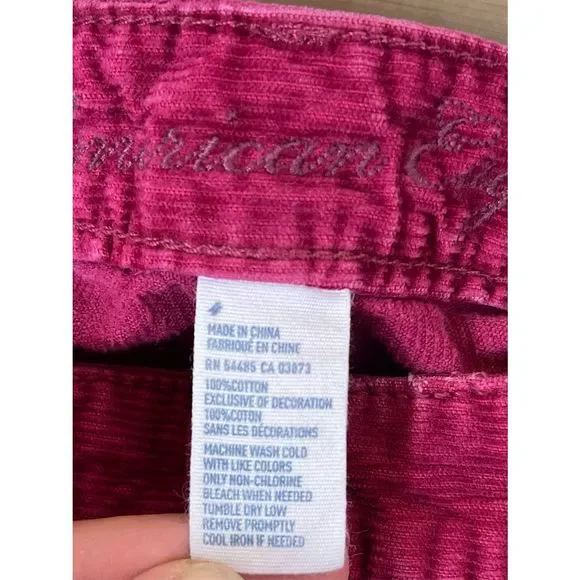 American Eag
4
MADE IN CHINA
FABRIQUÉ EN CHINE
RN 54485 CA 03873
100%COTTON
EXCLUSIVE OF DECORATION
100%COTON
SANS LES DÉCORATIONS
MACHINE WASH COLD
WITH LIKE COLORS
ONLY NON-CHLORINE
BLEACH WHEN NEEDED
TUMBLE DRY LOW
REMOVE PROMPTLY
COOL IRON IF NEEDED